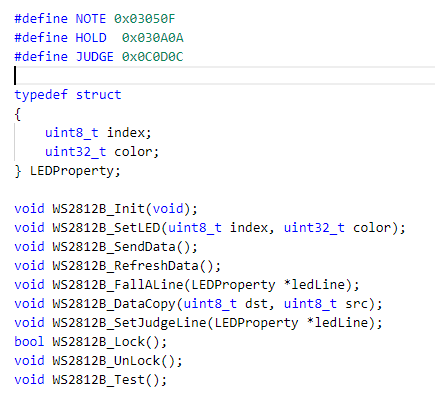 #define NOTE 0x03050F
#define HOLD  0x030A0A
#define JUDGE 0x0C0D0C
typedef struct
{
    uint8_t index;
    uint32_t color;
} LEDProperty;
void WS2812B_Init(void);
void WS2812B_SetLED(uint8_t index, uint32_t color);
void WS2812B_SendData();
void WS2812B_RefreshData();
void WS2812B_FallALine(LEDProperty *ledLine);
void WS2812B_DataCopy(uint8_t dst, uint8_t src);
void WS2812B_SetJudgeLine(LEDProperty *ledLine);
bool WS2812B_Lock();
void WS2812B_UnLock();
void WS2812B_Test();